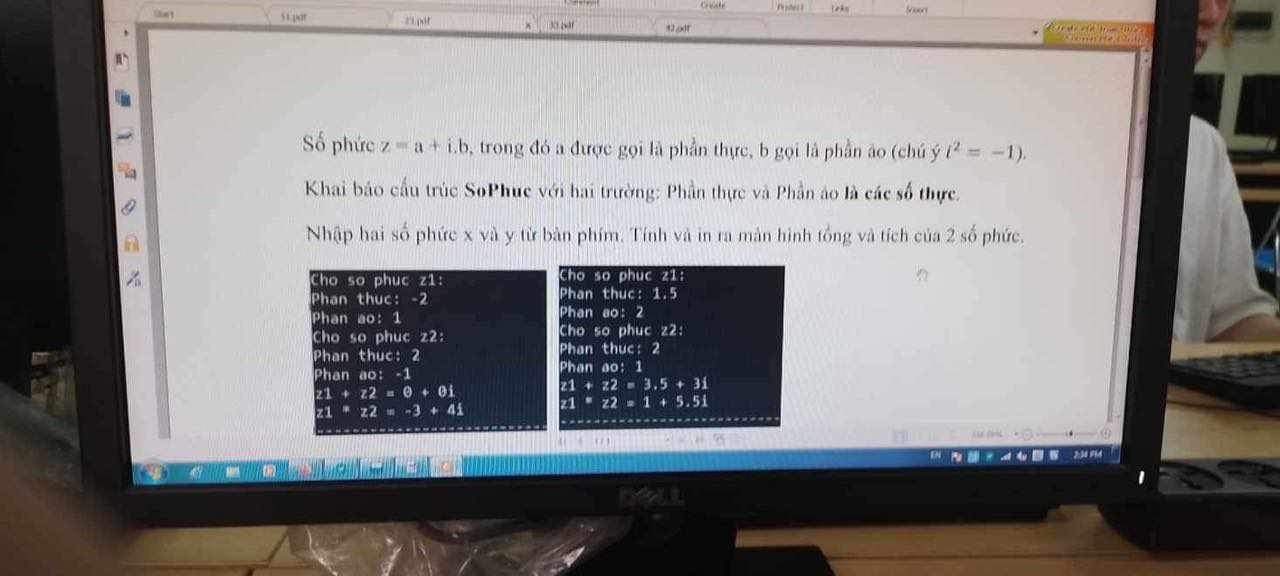 Start
51.pdf
23.pdf
33.pdf
42.pdf
Create
Protect
Links
Số phức z = a + i.b, trong đó a được gọi là phần thực, b gọi là phần ảo (chú ý i² = −1).
Khai báo cấu trúc SoPhuc với hai trường: Phần thực và Phần ảo là các số thực.
Nhập hai số phức x và y từ bàn phím. Tính và in ra màn hình tổng và tích của 2 số phức.
Cho so phuc z1:
Phan thuc: -2
Phan ao: 1
Cho so phuc z2:
Phan thuc: 2
Phan ao: -1
z1 + z2 = 0 + 0i
z1 * z2 = -3 + 4i
Cho so phuc z1:
Phan thuc: 1.5
Phan ao: 2
Cho so phuc z2:
Phan thuc: 2
Phan ao: 1
z1 + z2 = 3.5 + 3i
z1 * z2 = 1 + 5.5i
EN
2:34 PM
DELL